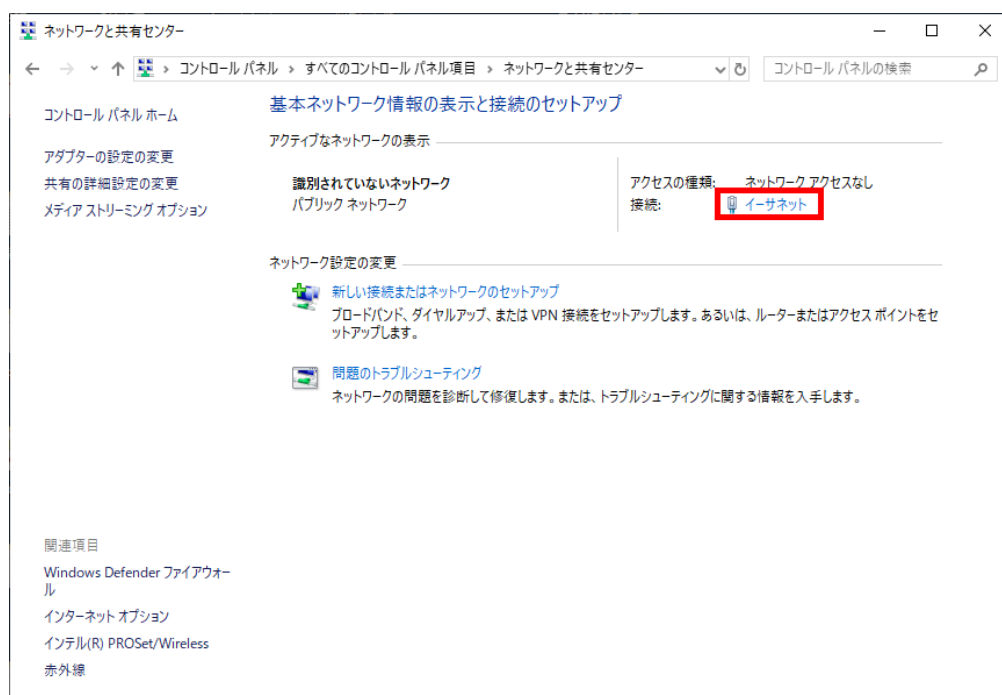 ネットワークと共有センター
コントロール パネル › すべてのコントロール パネル項目 › ネットワークと共有センター
コントロール パネルの検索
コントロール パネル ホーム
アダプターの設定の変更
共有の詳細設定の変更
メディア ストリーミング オプション
基本ネットワーク情報の表示と接続のセットアップ
アクティブなネットワークの表示
識別されていないネットワーク
パブリック ネットワーク
アクセスの種類: ネットワーク アクセスなし
接続: イーサネット
ネットワーク設定の変更
新しい接続またはネットワークのセットアップ
ブロードバンド、ダイヤルアップ、または VPN 接続をセットアップします。あるいは、ルーターまたはアクセス ポイントをセ
ットアップします。
問題のトラブルシューティング
ネットワークの問題を診断して修復します。または、トラブルシューティングに関する情報を入手します。
関連項目
Windows Defender ファイアウォー
ル
インターネット オプション
インテル(R) PROSet/Wireless
赤外線